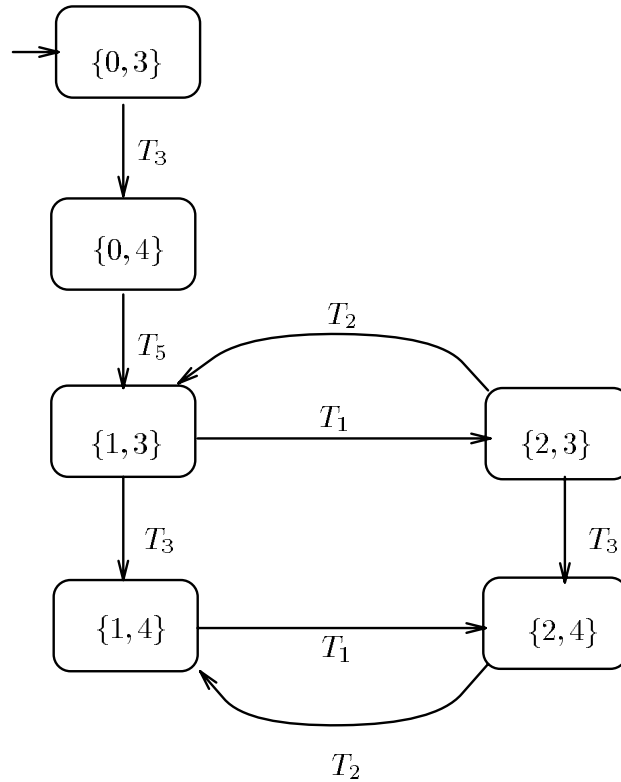 {0, 3}
T3
{0, 4}
T5
T2
{1, 3}
T1
{2, 3}
T3
T3
{1, 4}
T1
{2, 4}
T2